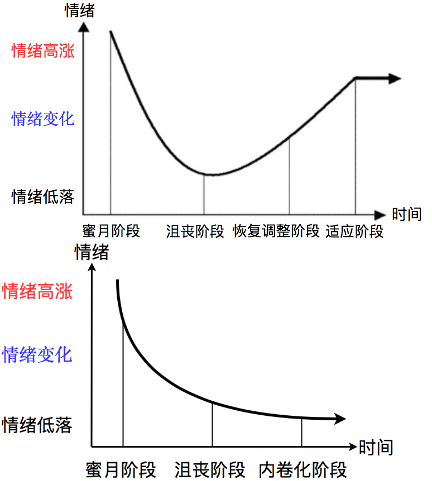 情绪
情绪高涨
情绪变化
情绪低落
时间
蜜月阶段 沮丧阶段 恢复调整阶段 适应阶段
情绪
情绪高涨
情绪变化
情绪低落
时间
蜜月阶段 沮丧阶段 内卷化阶段